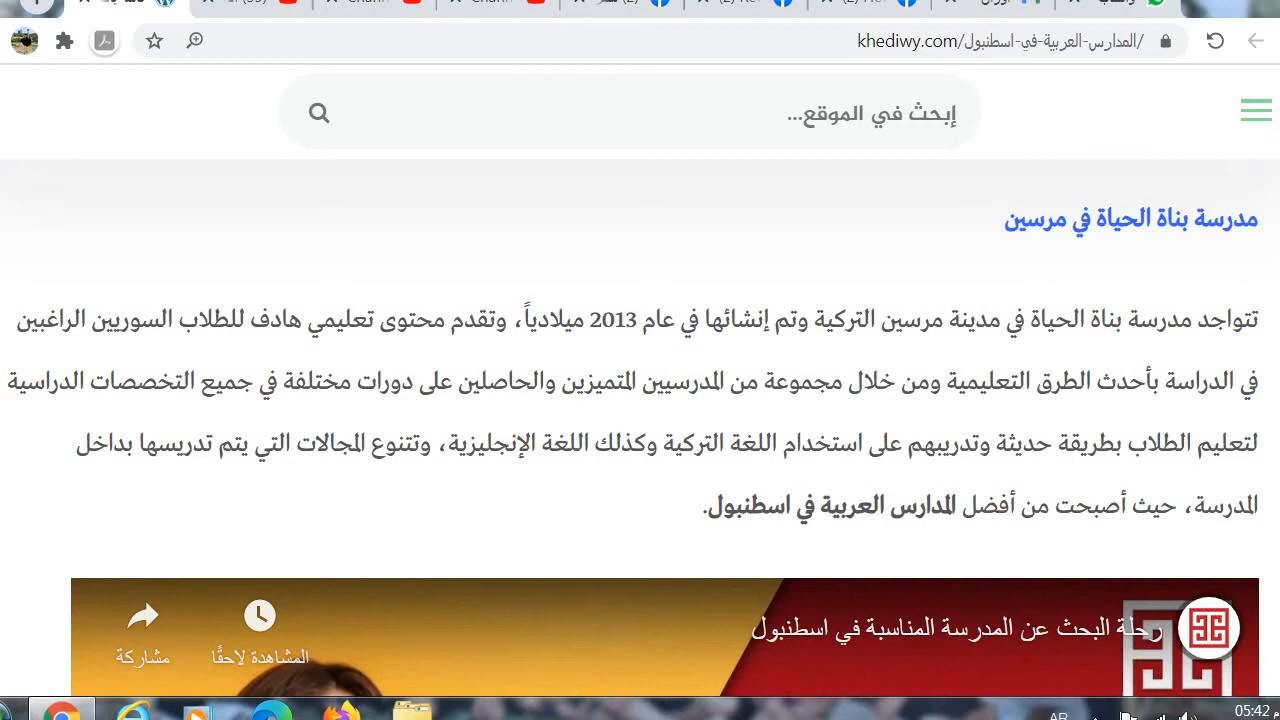 khediwy.com/المدارس-العربية-في-اسطنبول/
إبحث في الموقع...
مدرسة بناة الحياة في مرسين
تتواجد مدرسة بناة الحياة في مدينة مرسين التركية وتم إنشائها في عام 2013 ميلادياً، وتقدم محتوى تعليمي هادف للطلاب السوريين الراغبين
في الدراسة بأحدث الطرق التعليمية ومن خلال مجموعة من المدرسيين المتميزين والحاصلين على دورات مختلفة في جميع التخصصات الدراسية
لتعليم الطلاب بطريقة حديثة وتدريبهم على استخدام اللغة التركية وكذلك اللغة الإنجليزية، وتتنوع المجالات التي يتم تدريسها بداخل
المدرسة، حيث أصبحت من أفضل المدارس العربية في اسطنبول.
رحلة البحث عن المدرسة المناسبة في اسطنبول
المشاهدة لاحقًا
مشاركة
05:42
AR